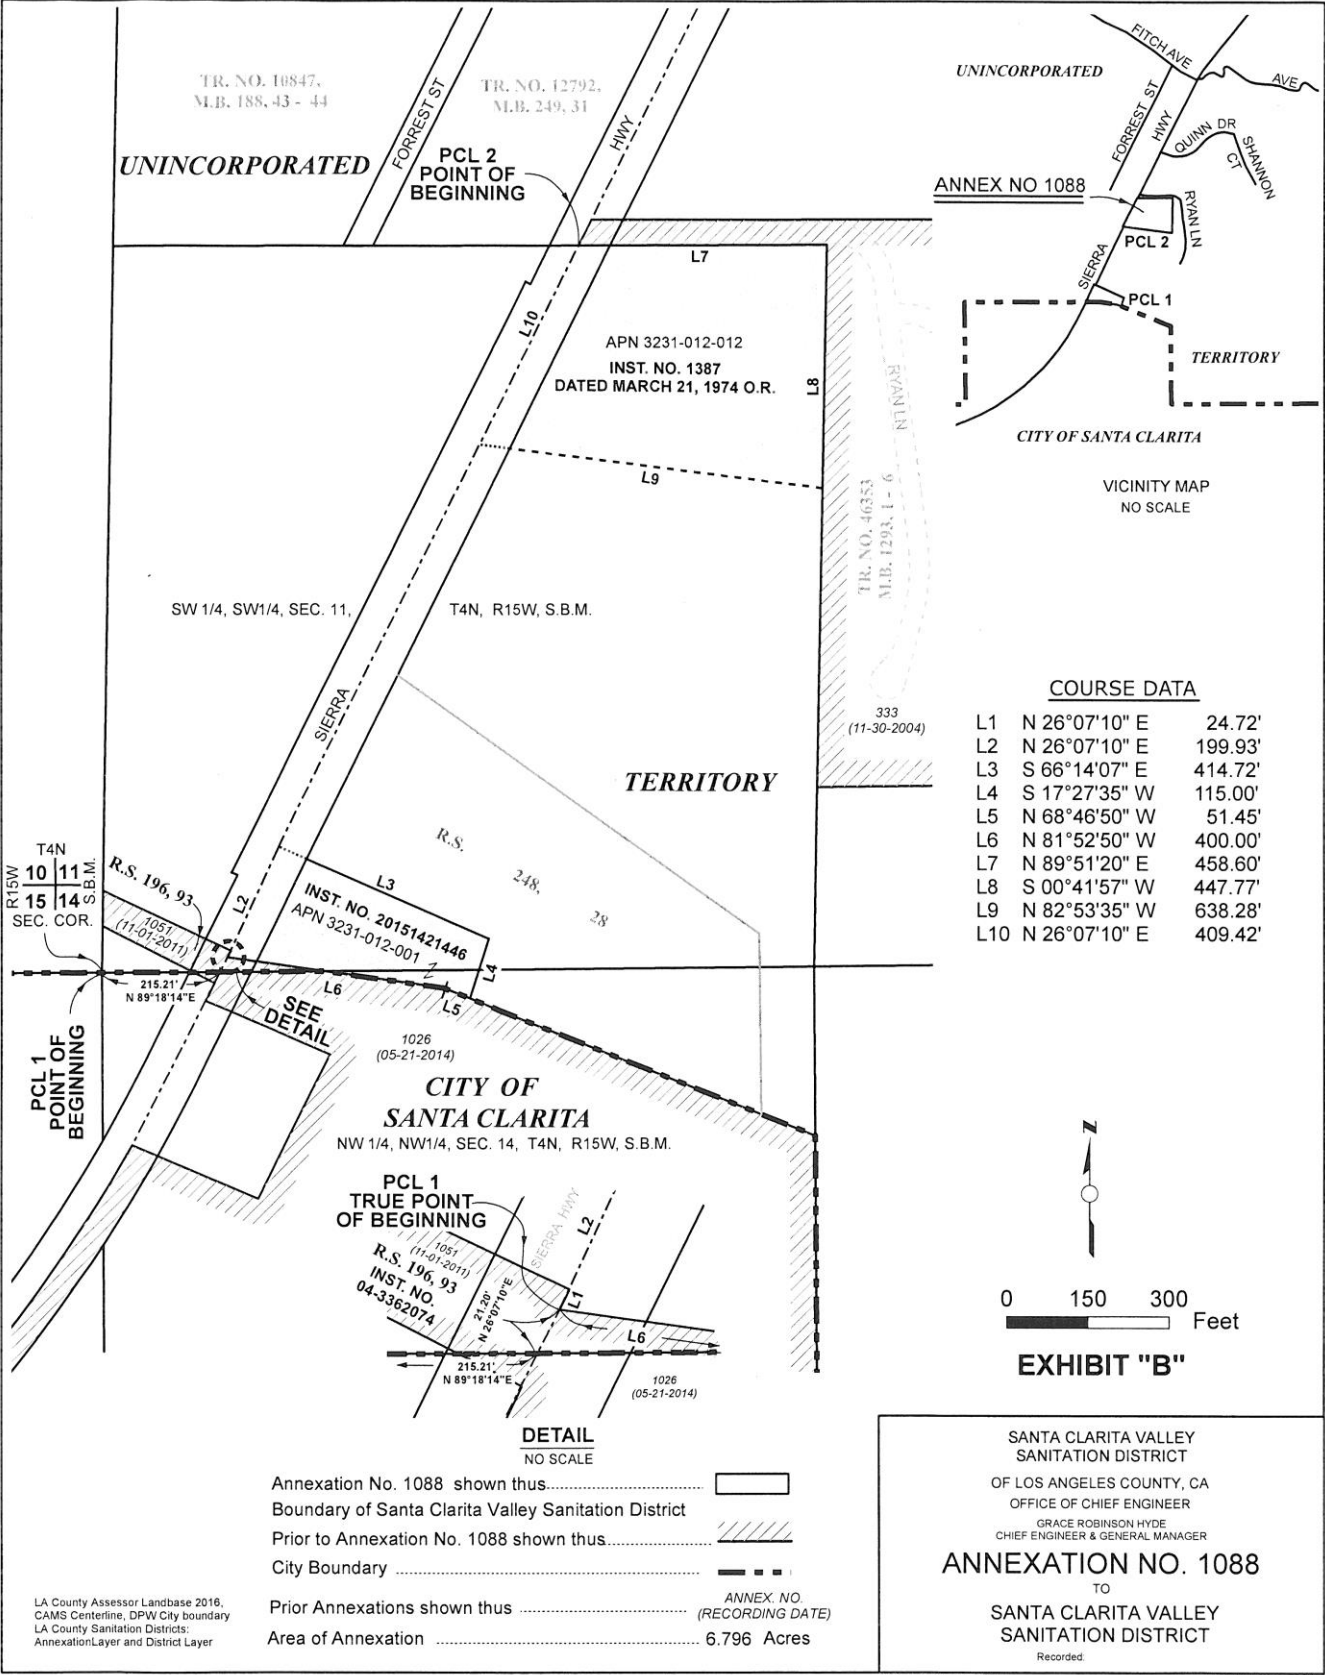 TR. NO. 10847,
M.B. 188, 43 - 44
TR. NO. 12792,
M.B. 249, 31
UNINCORPORATED
FORREST ST
HWY
PCL 2
POINT OF
BEGINNING
L7
L10
APN 3231-012-012
INST. NO. 1387
DATED MARCH 21, 1974 O.R.
L8
RYAN LN
L9
TR. NO. 46353
M.B. 1293, 1 - 6
SW 1/4, SW1/4, SEC. 11,
T4N, R15W, S.B.M.
SIERRA
333
(11-30-2004)
TERRITORY
R.S.
248,
28
T4N
R15W
10 11
15 14
S.B.M.
SEC. COR.
R.S. 196, 93
1051
(11-01-2011)
L2
L3
INST. NO. 20151421446
APN 3231-012-001
2
L4
215.21'
N 89°18'14"E
L6
L5
SEE
DETAIL
PCL 1
POINT OF
BEGINNING
1026
(05-21-2014)
CITY OF
SANTA CLARITA
NW 1/4, NW1/4, SEC. 14, T4N, R15W, S.B.M.
PCL 1
TRUE POINT
OF BEGINNING
SIERRA HWY
L2
1051
(11-01-2011)
R.S. 196, 93
INST. NO.
04-3362074
21.20'
N 26°07'10"E
L1
L6
215.21'
N 89°18'14"E
1026
(05-21-2014)
DETAIL
NO SCALE
UNINCORPORATED
FITCH AVE
AVE
FORREST ST
HWY
QUINN DR
SHANNON
CT
ANNEX NO 1088
RYAN LN
PCL 2
SIERRA
PCL 1
TERRITORY
CITY OF SANTA CLARITA
VICINITY MAP
NO SCALE
COURSE DATA
L1 N 26°07'10" E 24.72'
L2 N 26°07'10" E 199.93'
L3 S 66°14'07" E 414.72'
L4 S 17°27'35" W 115.00'
L5 N 68°46'50" W 51.45'
L6 N 81°52'50" W 400.00'
L7 N 89°51'20" E 458.60'
L8 S 00°41'57" W 447.77'
L9 N 82°53'35" W 638.28'
L10 N 26°07'10" E 409.42'
N
0 150 300
Feet
EXHIBIT "B"
Annexation No. 1088 shown thus
Boundary of Santa Clarita Valley Sanitation District
Prior to Annexation No. 1088 shown thus
City Boundary
Prior Annexations shown thus ANNEX. NO.
(RECORDING DATE)
Area of Annexation 6.796 Acres
LA County Assessor Landbase 2016,
CAMS Centerline, DPW City boundary
LA County Sanitation Districts:
AnnexationLayer and District Layer
SANTA CLARITA VALLEY
SANITATION DISTRICT
OF LOS ANGELES COUNTY, CA
OFFICE OF CHIEF ENGINEER
GRACE ROBINSON HYDE
CHIEF ENGINEER & GENERAL MANAGER
ANNEXATION NO. 1088
TO
SANTA CLARITA VALLEY
SANITATION DISTRICT
Recorded: